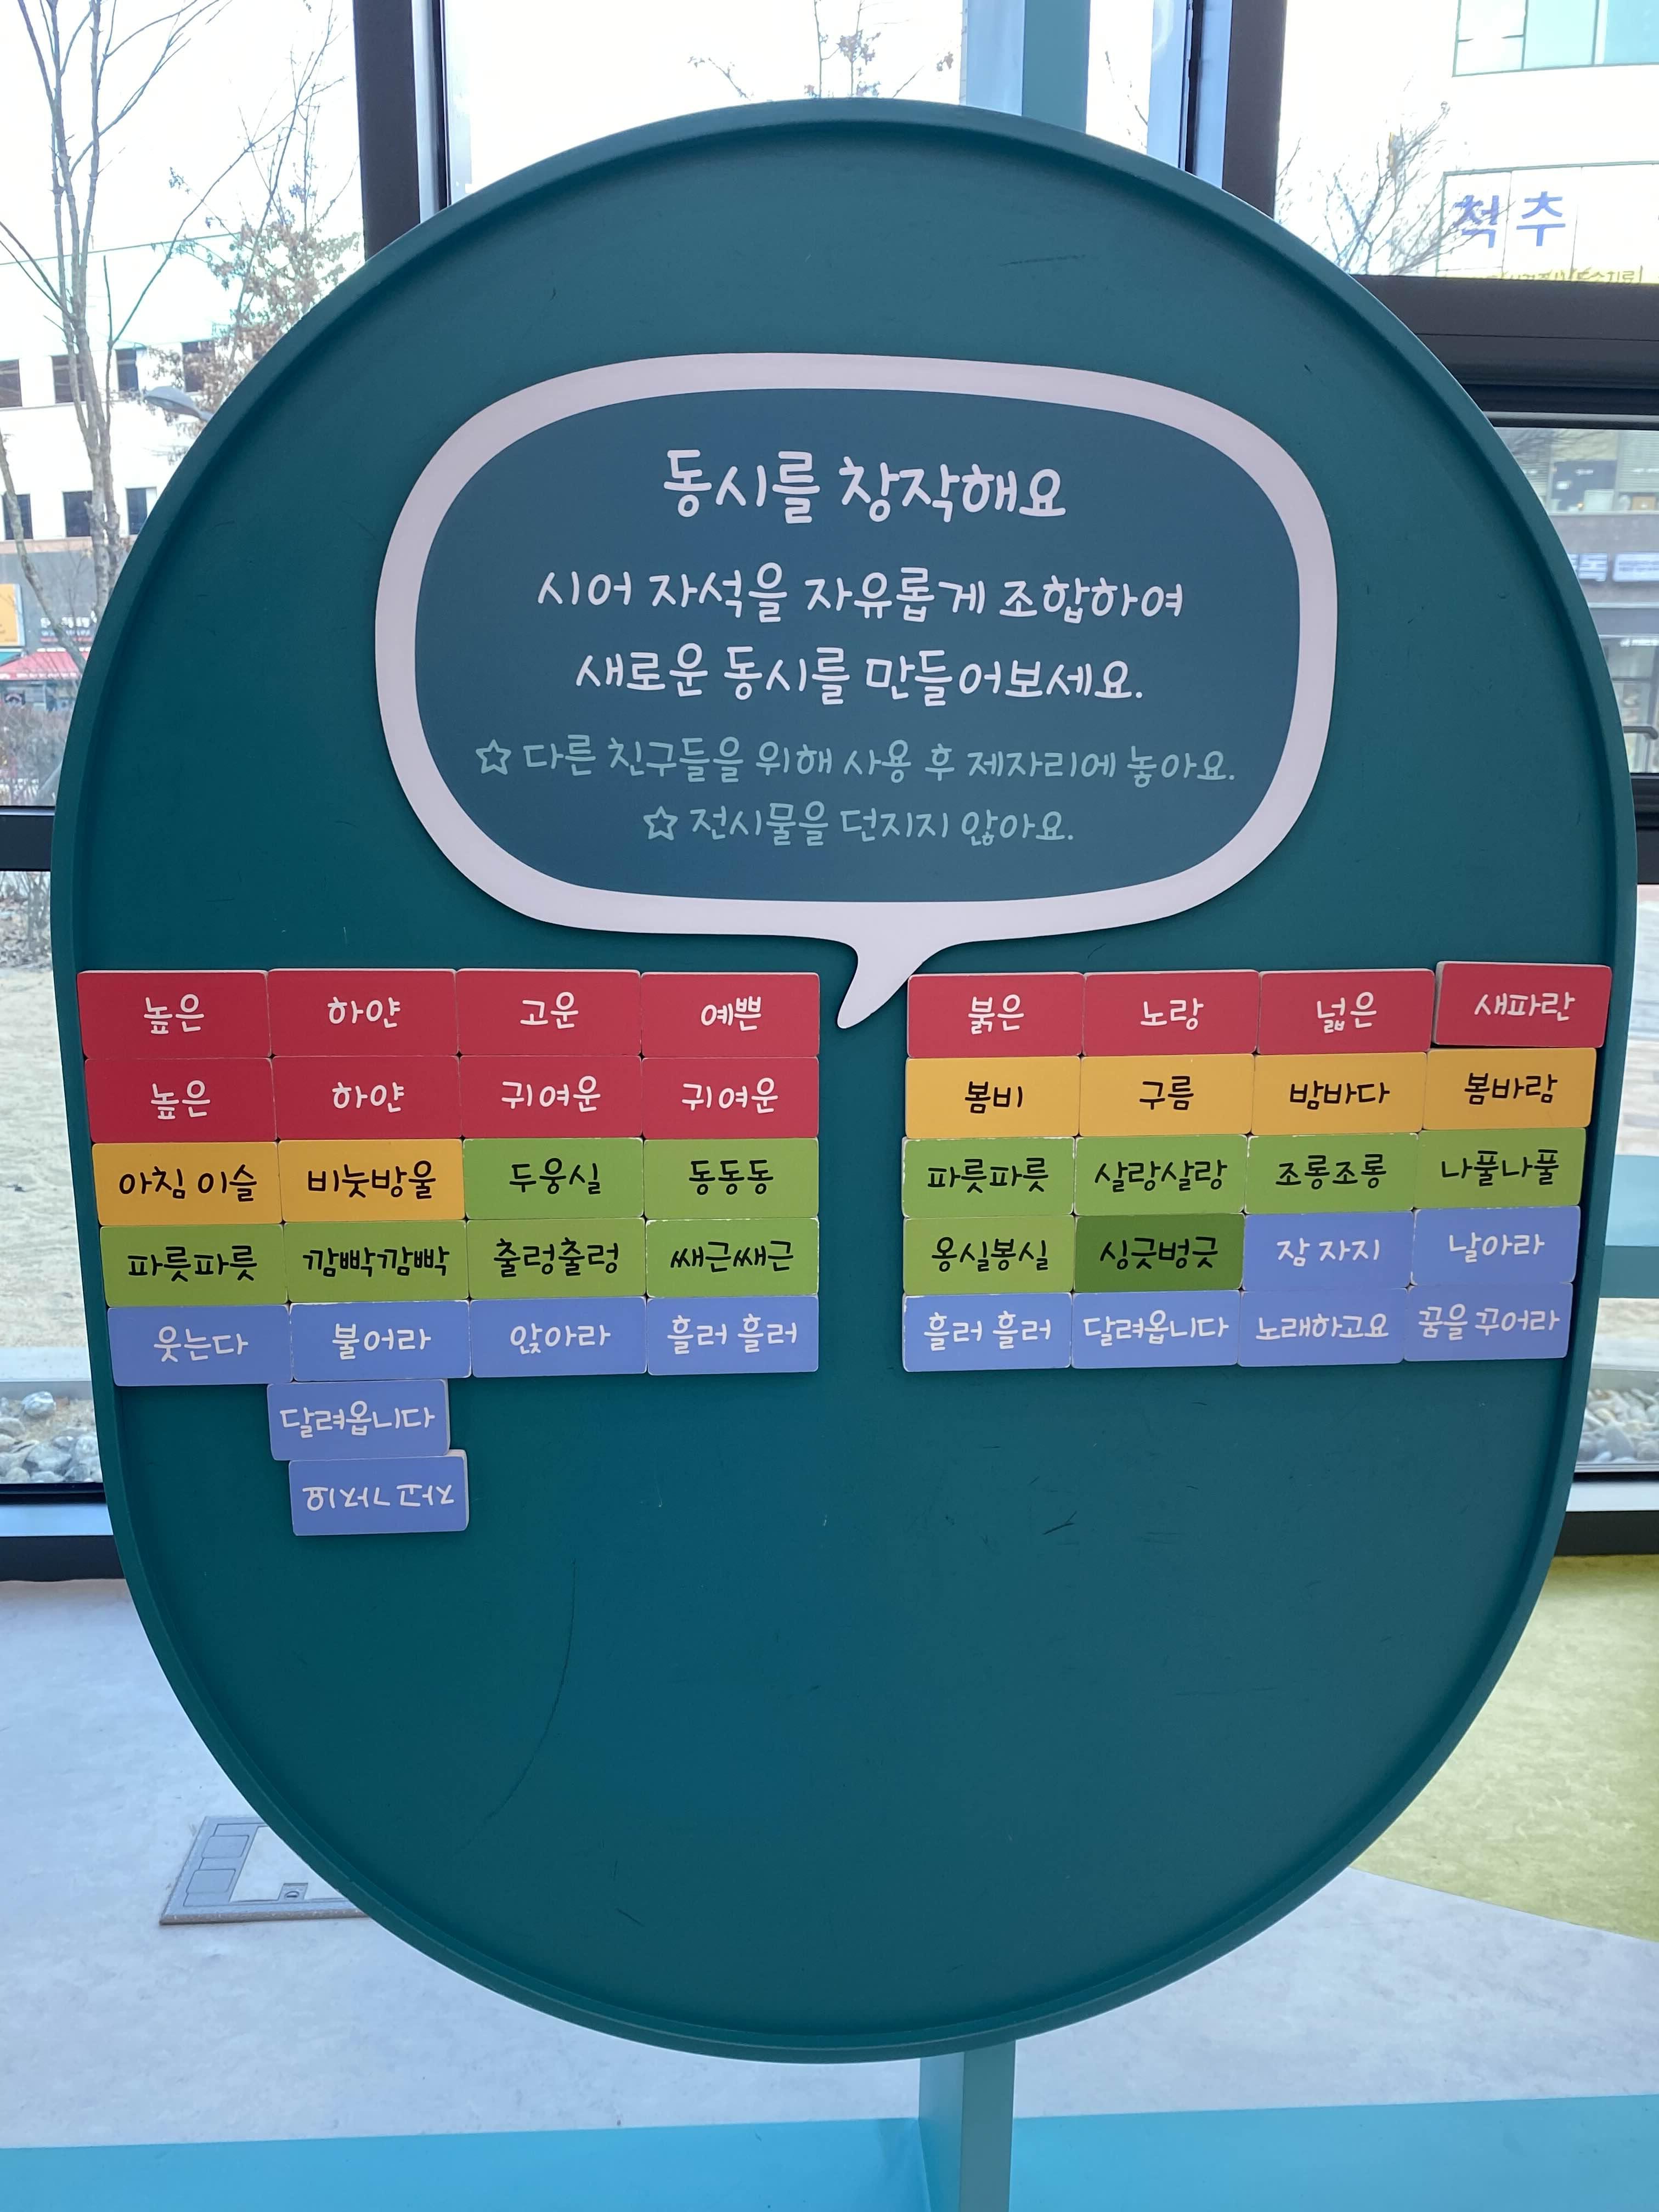 동시를 창작해요
시어 자석을 자유롭게 조합하여
새로운 동시를 만들어보세요.
☆ 다른 친구들을 위해 사용 후 제자리에 놓아요.
☆ 전시물을 던지지 않아요.
높은 하얀 고운 예쁜
높은 하얀 귀여운 귀여운
아침 이슬 비눗방울 두웅실 동동동
파릇파릇 깜빡깜빡 출렁출렁 쌔근쌔근
웃는다 불어라 앉아라 흘러 흘러
달려옵니다
붉은 노랑 넓은 새파란
봄비 구름 밤바다 봄바람
파릇파릇 살랑살랑 조롱조롱 나풀나풀
옹실봉실 싱긋벙긋 잠 자지 날아라
흘러 흘러 달려옵니다 노래하고요 꿈을 꾸어라
척추